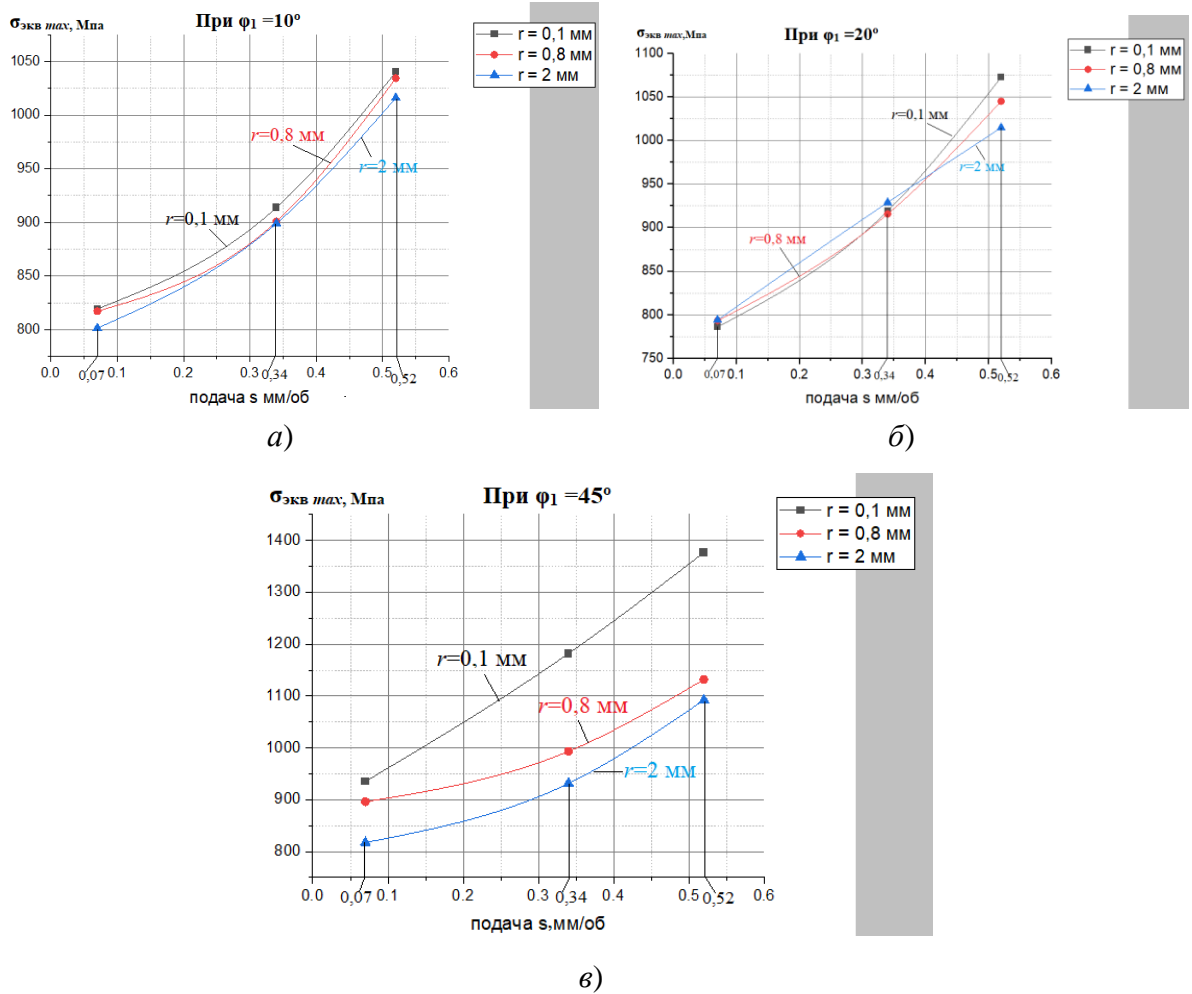 σэкв max, Мпа
При φ₁ =10º
r = 0,1 мм
r = 0,8 мм
r = 2 мм
1050
1000
950
900
850
800
r=0,8 мм
r=2 мм
r=0,1 мм
0.0 0,07 0.1 0.2 0.3 0,34 0.4 0.5 0,52 0.6
подача s мм/об
а)
σэкв max,Мпа
При φ₁ =20º
r = 0,1 мм
r = 0,8 мм
r = 2 мм
1100
1050
1000
950
900
850
800
750
r=0,1 мм
r=2 мм
r=0,8 мм
0.0 0,07 0.1 0.2 0.3 0,34 0.4 0.5 0,52 0.6
подача s мм/об
б)
σэкв max, Мпа
При φ₁ =45º
r = 0,1 мм
r = 0,8 мм
r = 2 мм
1400
1300
1200
1100
1000
900
800
r=0,1 мм
r=0,8 мм
r=2 мм
0.0 0,07 0.1 0.2 0.3 0,34 0.4 0.5 0,52 0.6
подача s,мм/об
в)